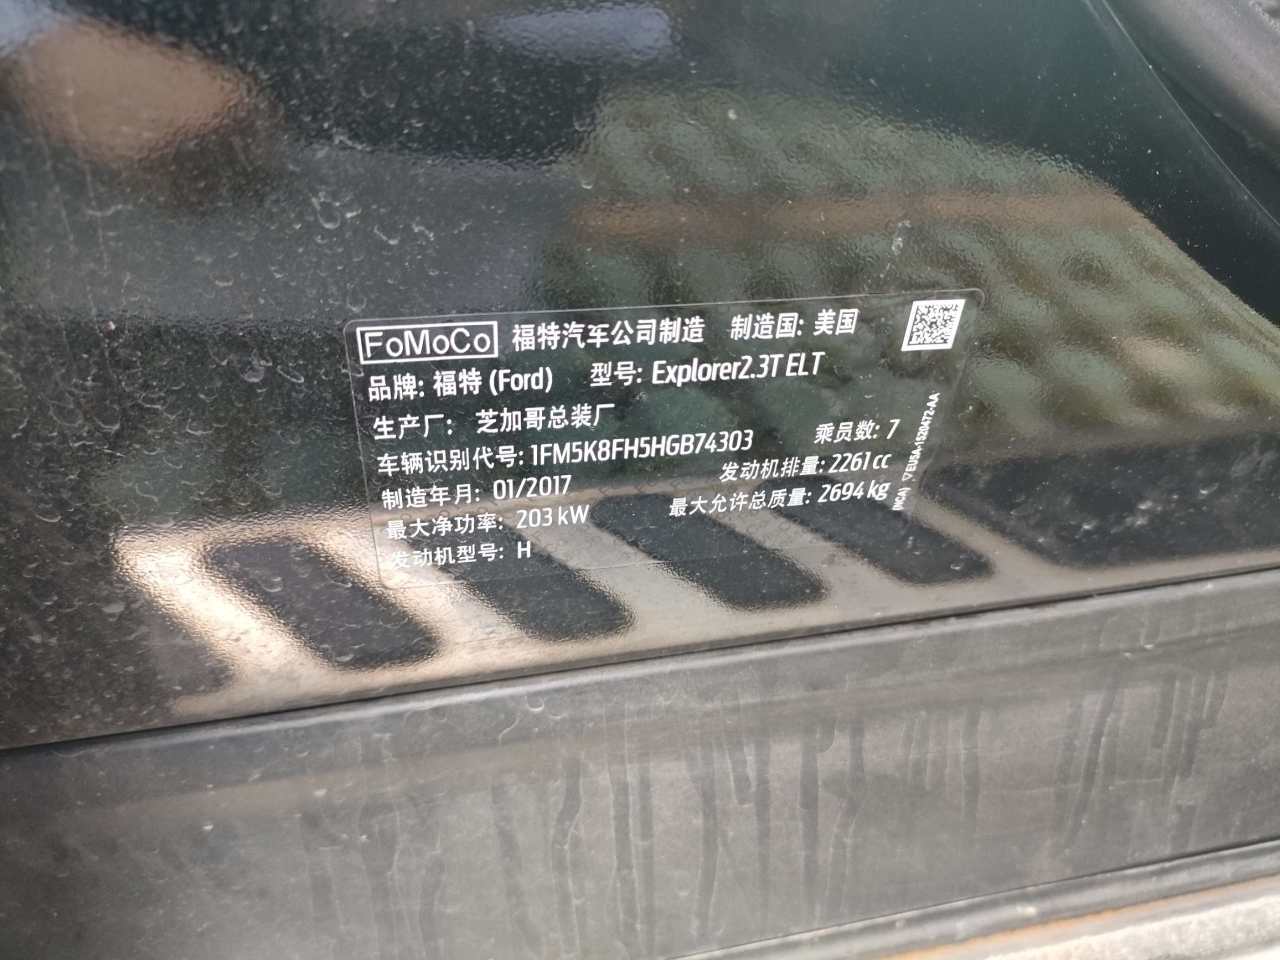 FoMoCo 福特汽车公司制造 制造国: 美国
品牌: 福特 (Ford) 型号: Explorer2.3T ELT
生产厂: 芝加哥总装厂
车辆识别代号: 1FM5K8FH5HGB74303 乘员数: 7
制造年月: 01/2017 发动机排量: 2261 cc
最大净功率: 203 kW 最大允许总质量: 2694 kg
发动机型号: H
(NCA) ▽ EU5A-1520472-AA